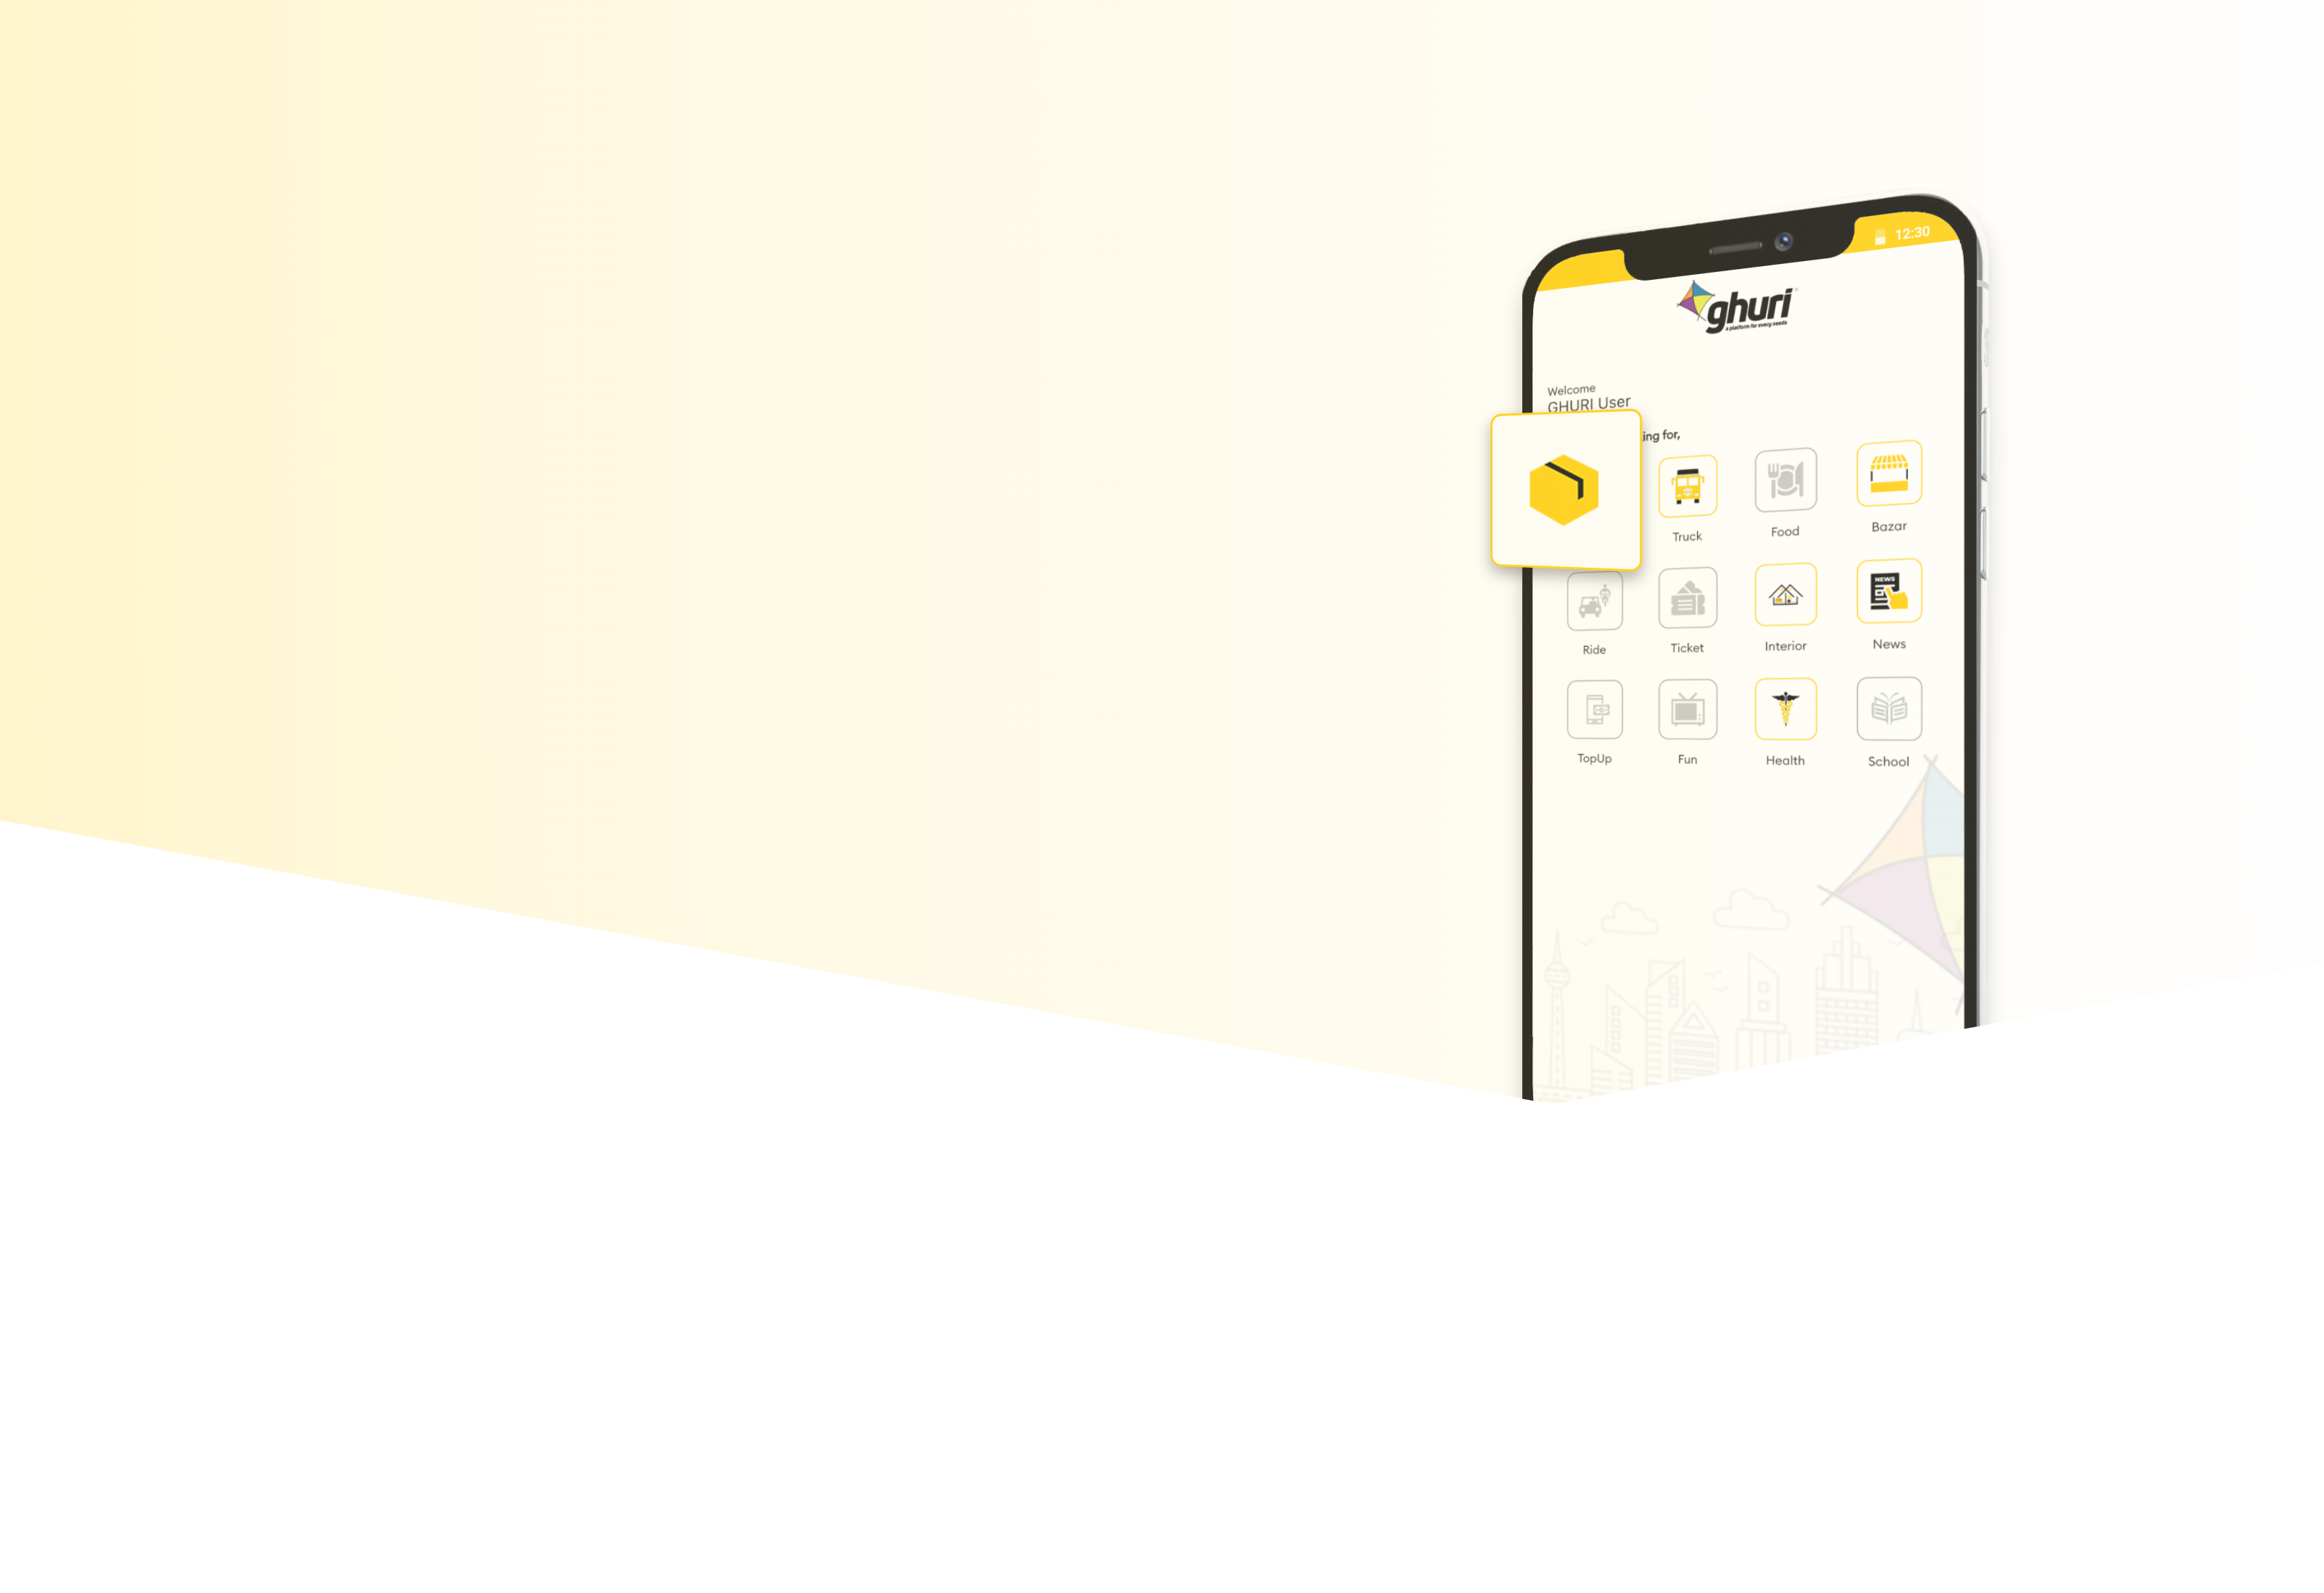 12:30
ghuri
a platform for every needs
Welcome
GHURI User
ing for,
Truck Food Bazar
NEWS
Ride Ticket Interior News
TopUp Fun Health School